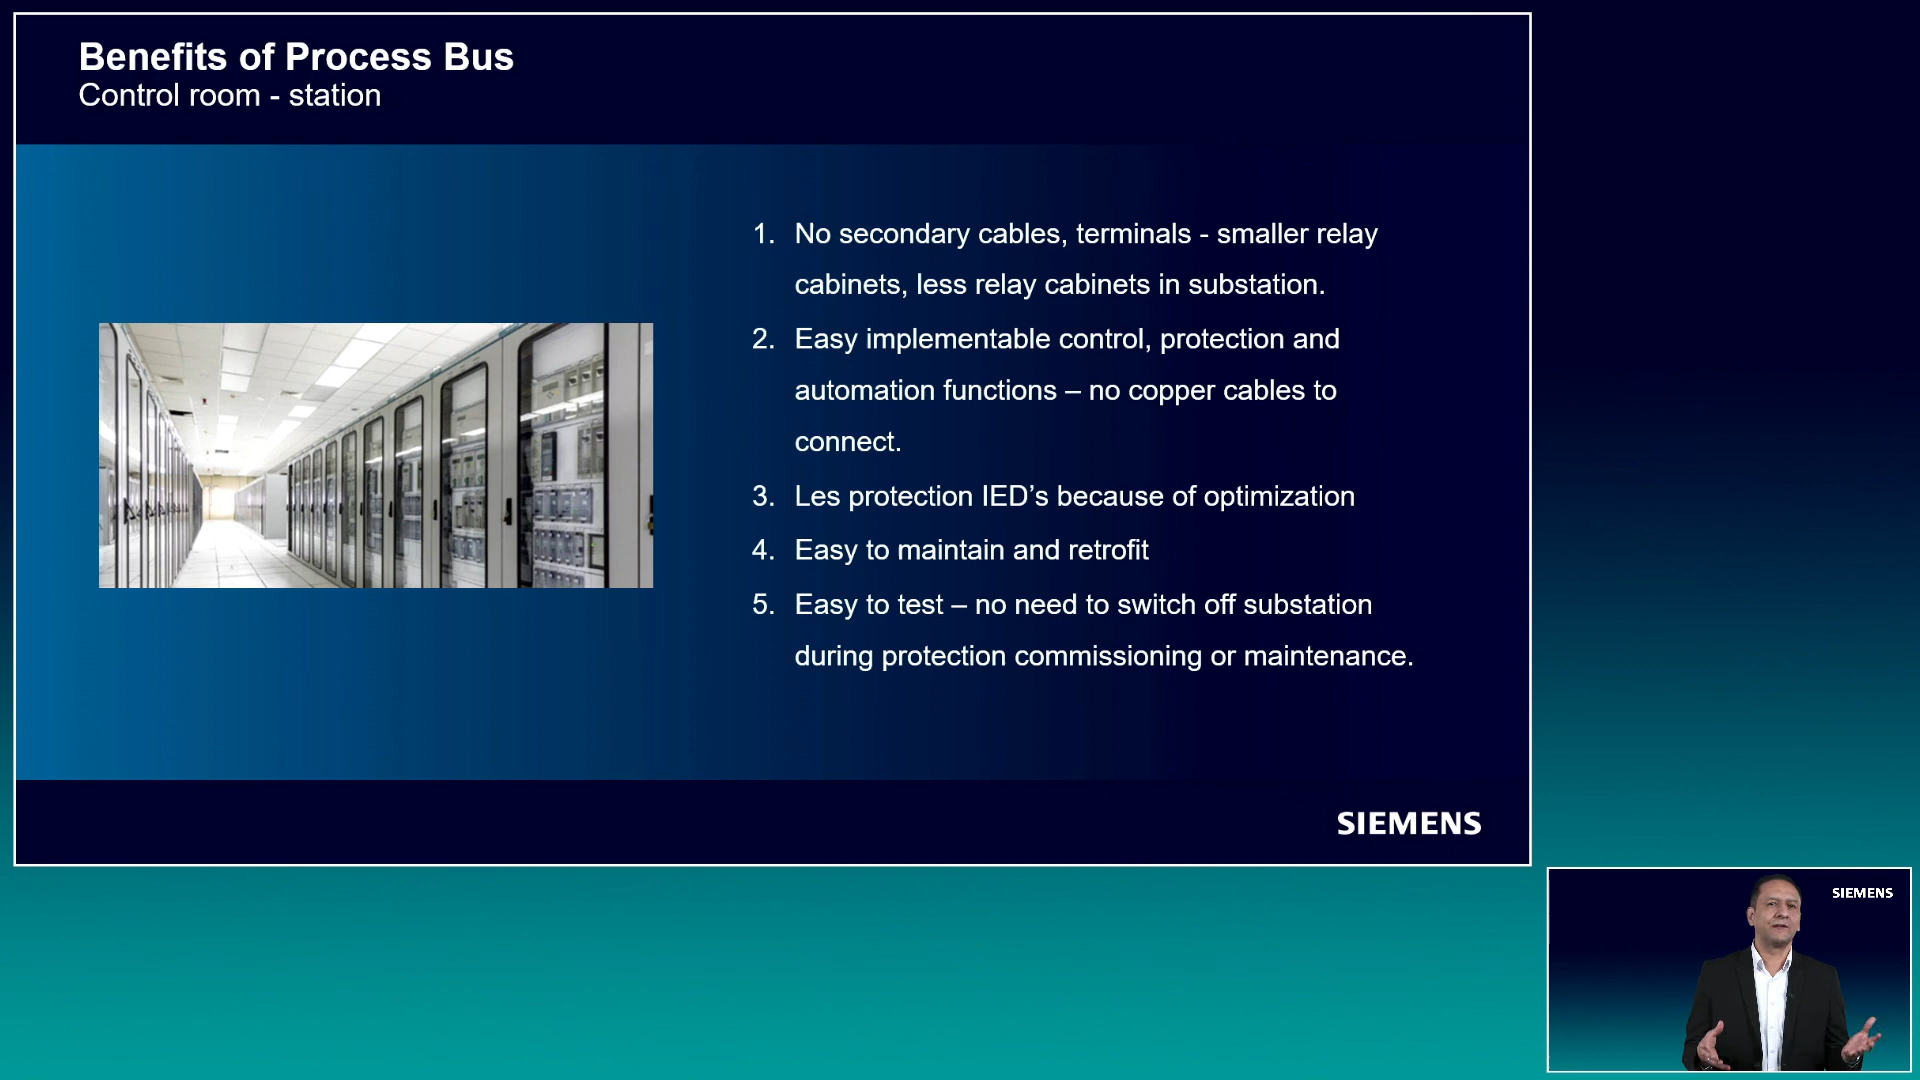 Benefits of Process Bus
Control room - station
1. No secondary cables, terminals - smaller relay
cabinets, less relay cabinets in substation.
2. Easy implementable control, protection and
automation functions – no copper cables to
connect.
3. Les protection IED’s because of optimization
4. Easy to maintain and retrofit
5. Easy to test – no need to switch off substation
during protection commissioning or maintenance.
SIEMENS
SIEMENS